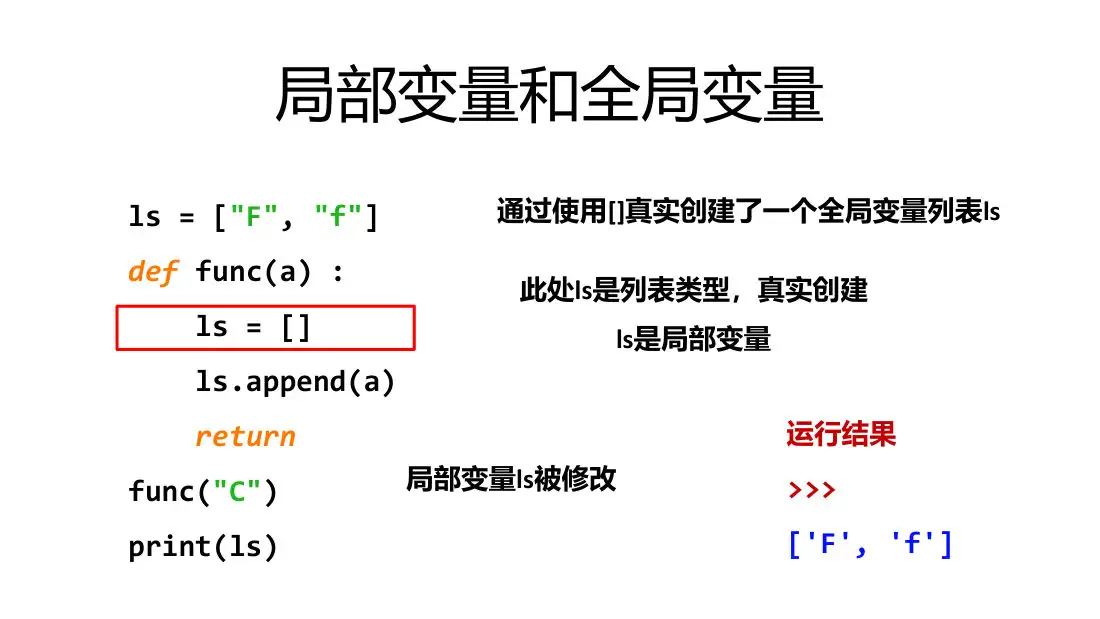 局部变量和全局变量
ls = ["F", "f"]
通过使用[]真实创建了一个全局变量列表ls
def func(a) :
ls = []
此处ls是列表类型，真实创建
ls是局部变量
ls.append(a)
return
func("C")
局部变量ls被修改
print(ls)
运行结果
>>>
['F', 'f']